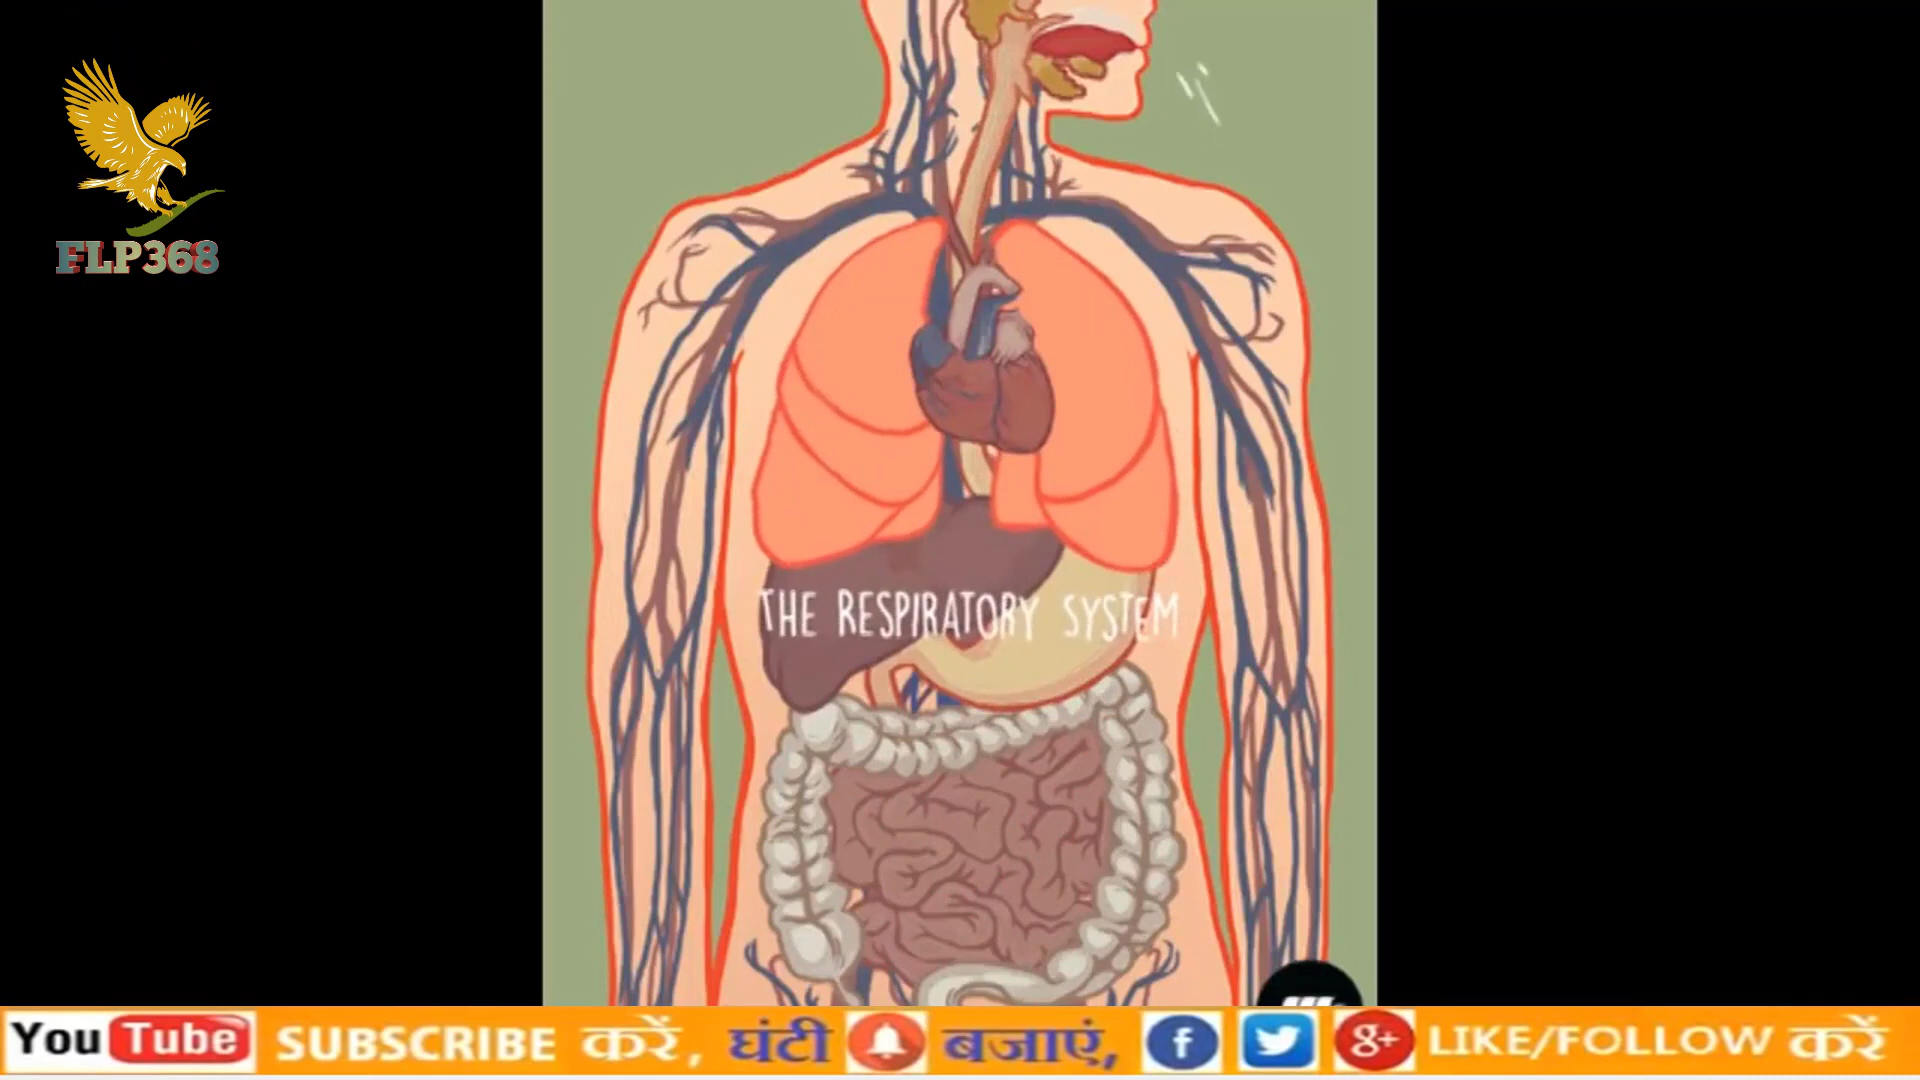 FLP368
THE RESPIRATORY SYSTEM
YouTube SUBSCRIBE करें, घंटी बजाएं, f g+ LIKE/FOLLOW करें